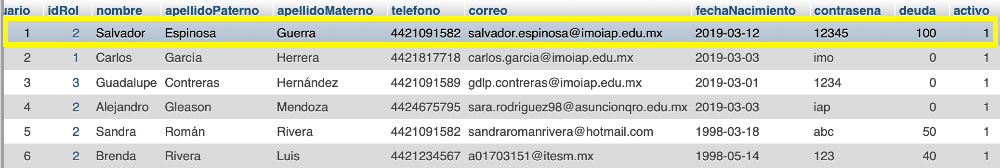 uario idRol nombre apellidoPaterno apellidoMaterno telefono correo fechaNacimiento contrasena deuda activo
1 2 Salvador Espinosa Guerra 4421091582 salvador.espinosa@imoiap.edu.mx 2019-03-12 12345 100 1
2 1 Carlos García Herrera 4421817718 carlos.garcia@imoiap.edu.mx 2019-03-03 imo 0 1
3 3 Guadalupe Contreras Hernández 4421091589 gdlp.contreras@imoiap.edu.mx 2019-03-01 1234 0 1
4 2 Alejandro Gleason Mendoza 4424675795 sara.rodriguez98@asuncionqro.edu.mx 2019-03-03 iap 0 1
5 2 Sandra Román Rivera 4421091582 sandraromanrivera@hotmail.com 1998-03-18 abc 50 1
6 2 Brenda Rivera Luis 4421234567 a01703151@itesm.mx 1998-05-14 123 40 1